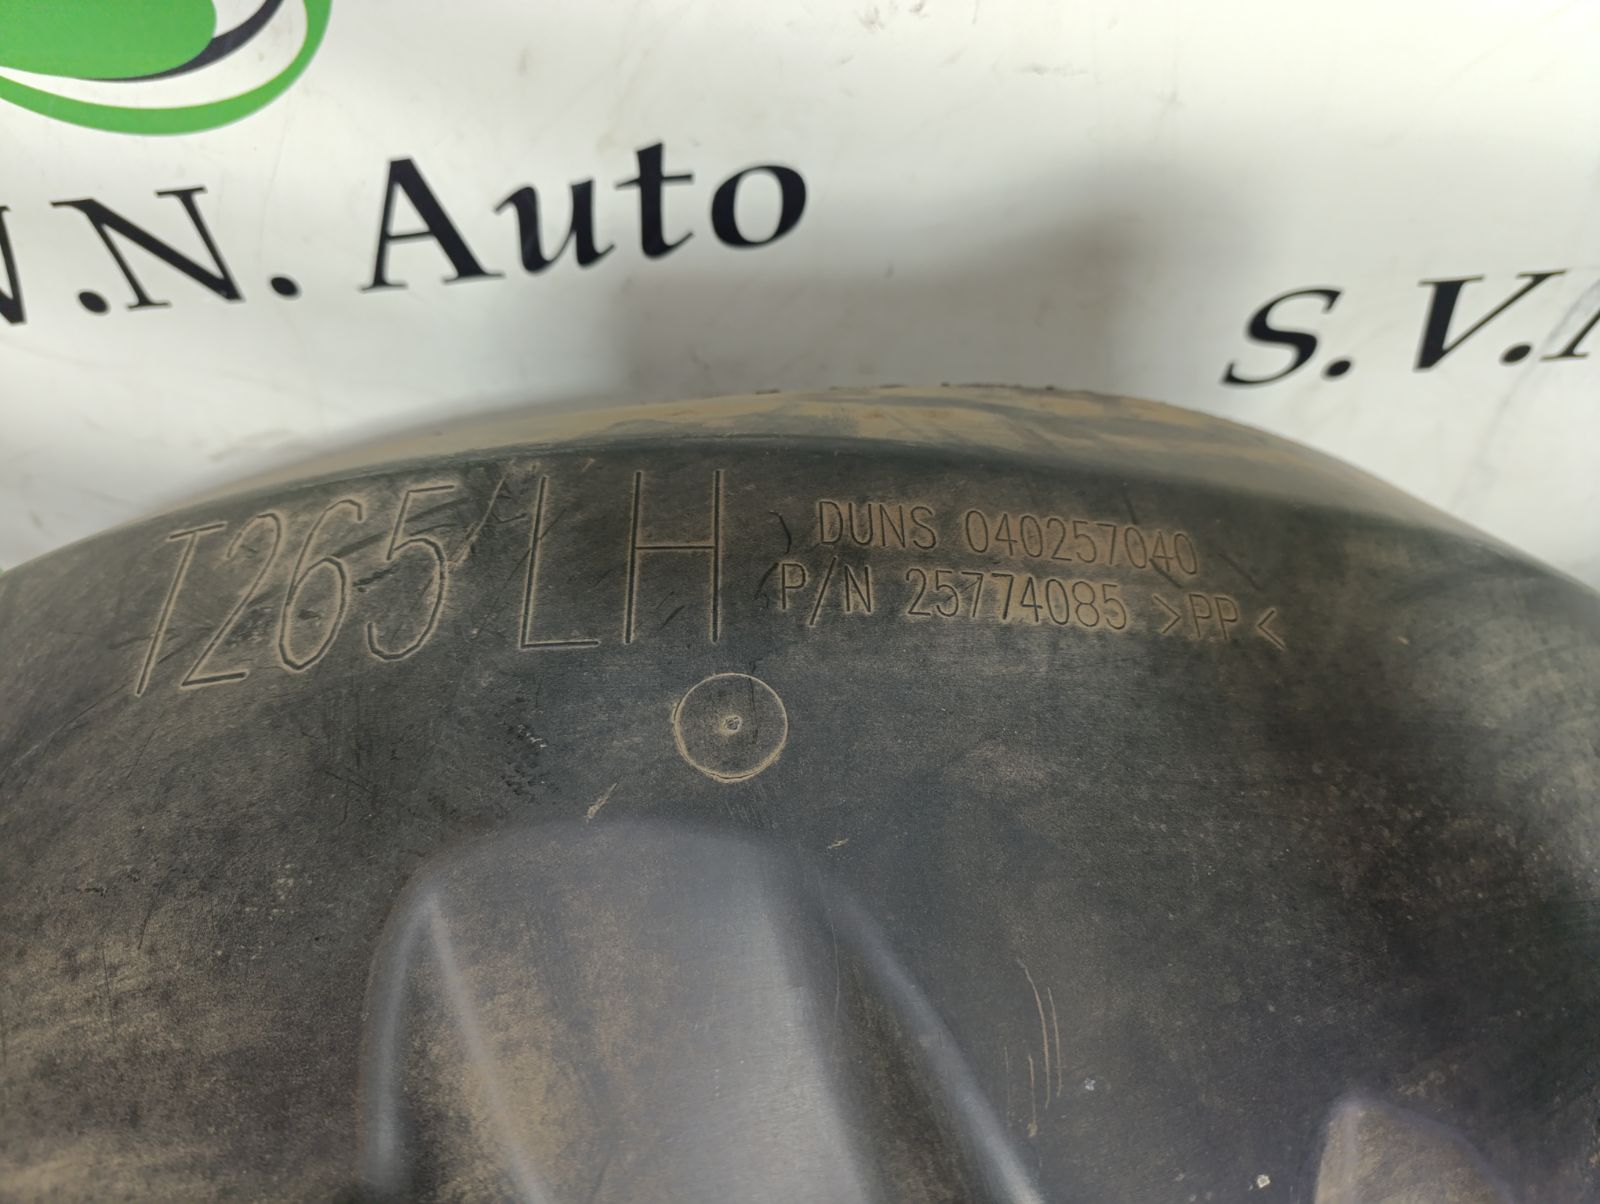 V.N. Auto
S.V.N
T265/LH
DUNS 040257040
P/N 25774085 >PP<